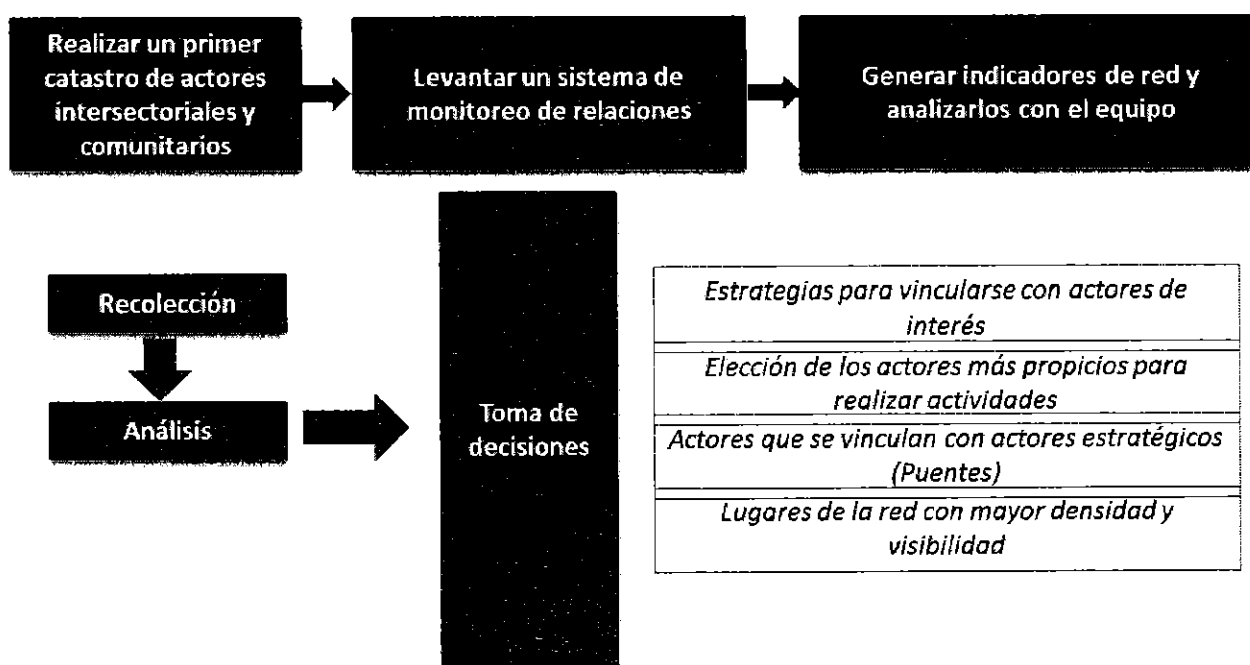 Realizar un primer
catastro de actores
intersectoriales y
comunitarios
Levantar un sistema de
monitoreo de relaciones
Generar indicadores de red y
analizarlos con el equipo
Recolección
Análisis
Toma de
decisiones
Estrategias para vincularse con actores de
interés
Elección de los actores más propicios para
realizar actividades
Actores que se vinculan con actores estratégicos
(Puentes)
Lugares de la red con mayor densidad y
visibilidad